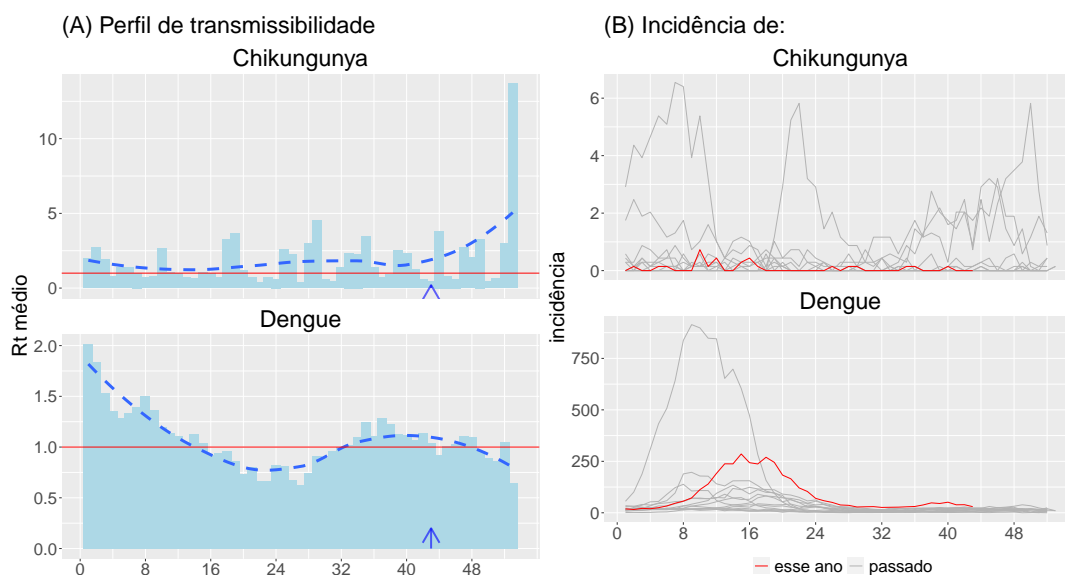 (A) Perfil de transmissibilidade
Chikungunya
10
5
0
Dengue
2.0
1.5
1.0
0.5
0.0
0 8 16 24 32 40 48
Rt médio
(B) Incidência de:
Chikungunya
6
4
2
0
Dengue
750
500
250
0
0 8 16 24 32 40 48
incidência
esse ano passado